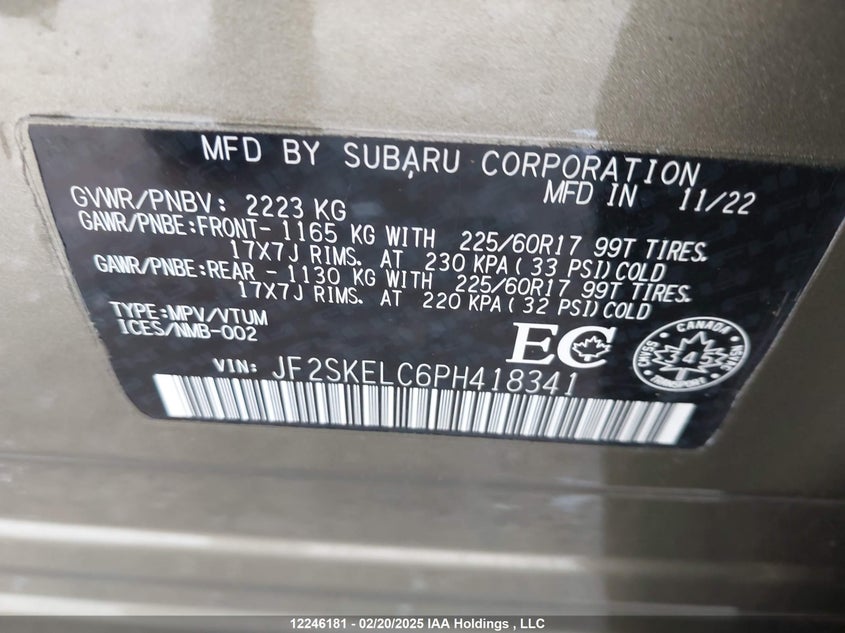 MFD BY SUBARU CORPORATION
MFD IN 11/22
GVWR/PNBV: 2223 KG
GAWR/PNBE:FRONT- 1165 KG WITH 225/60R17 99T TIRES.
17X7J RIMS. AT 230 KPA ( 33 PSI) COLD
GAWR/PNBE:REAR - 1130 KG WITH 225/60R17 99T TIRES.
17X7J RIMS. AT 220 KPA ( 32 PSI) COLD
TYPE:MPV/VTUM
ICES/NMB-002
EC
CANADA
TRANSPORT
VIN: JF2SKELC6PH418341
12246181 - 02/20/2025 IAA Holdings , LLC